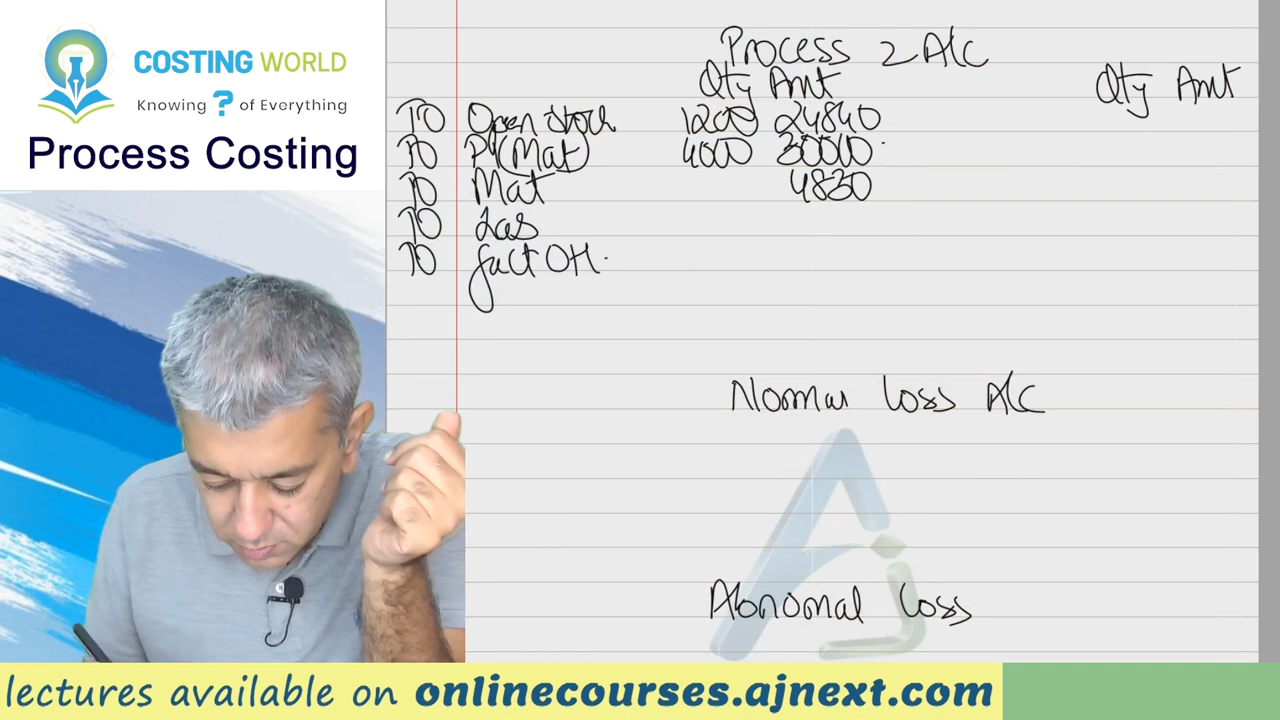 COSTING WORLD
Knowing ? of Everything
Process Costing
Process 2 A/c
Qty Amt Qty Amt
TO Open stock 1200 24840
TO P1(Mat) 4000 30000
TO Mat 4830
TO Lab
TO fact OH.
Normal loss A/c
Abnomal loss
lectures available on onlinecourses.ajnext.com